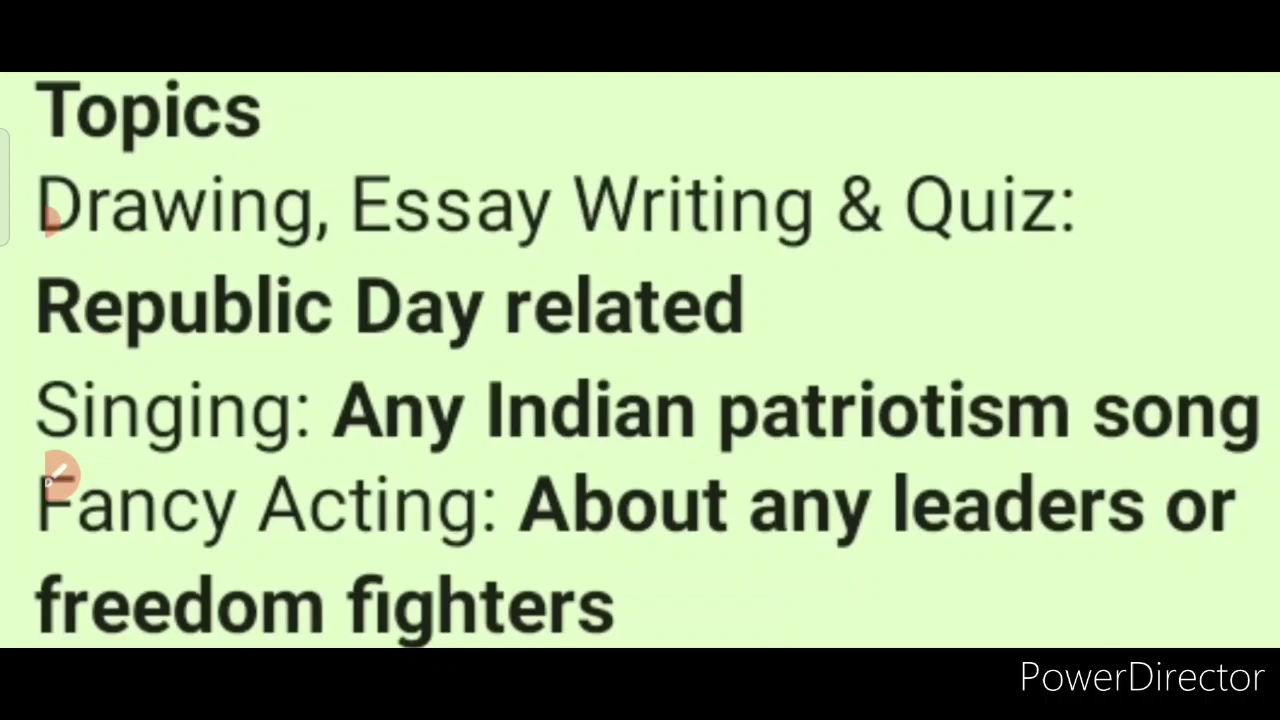 Topics
Drawing, Essay Writing & Quiz:
Republic Day related
Singing: Any Indian patriotism song
Fancy Acting: About any leaders or
freedom fighters
PowerDirector